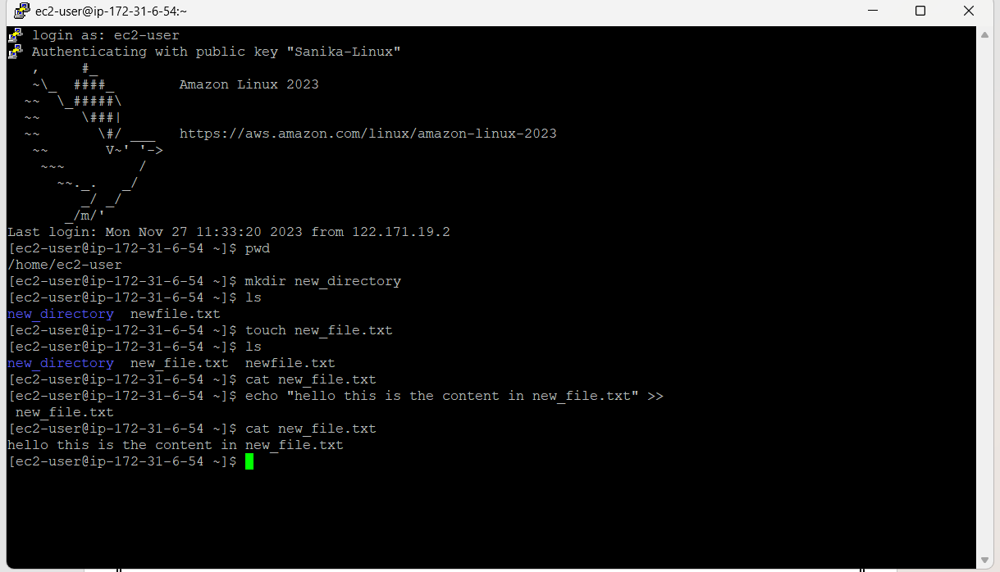 ec2-user@ip-172-31-6-54:~
login as: ec2-user
Authenticating with public key "Sanika-Linux"
   ,     #_
   ~\_  ####_        Amazon Linux 2023
  ~~  \_#####\
  ~~     \###|
  ~~       \#/ ___   https://aws.amazon.com/linux/amazon-linux-2023
   ~~       V~' '->
    ~~~         /
      ~~._.   _/
         _/ _/
       _/m/'
Last login: Mon Nov 27 11:33:20 2023 from 122.171.19.2
[ec2-user@ip-172-31-6-54 ~]$ pwd
/home/ec2-user
[ec2-user@ip-172-31-6-54 ~]$ mkdir new_directory
[ec2-user@ip-172-31-6-54 ~]$ ls
new_directory  newfile.txt
[ec2-user@ip-172-31-6-54 ~]$ touch new_file.txt
[ec2-user@ip-172-31-6-54 ~]$ ls
new_directory  new_file.txt  newfile.txt
[ec2-user@ip-172-31-6-54 ~]$ cat new_file.txt
[ec2-user@ip-172-31-6-54 ~]$ echo "hello this is the content in new_file.txt" >>
 new_file.txt
[ec2-user@ip-172-31-6-54 ~]$ cat new_file.txt
hello this is the content in new_file.txt
[ec2-user@ip-172-31-6-54 ~]$